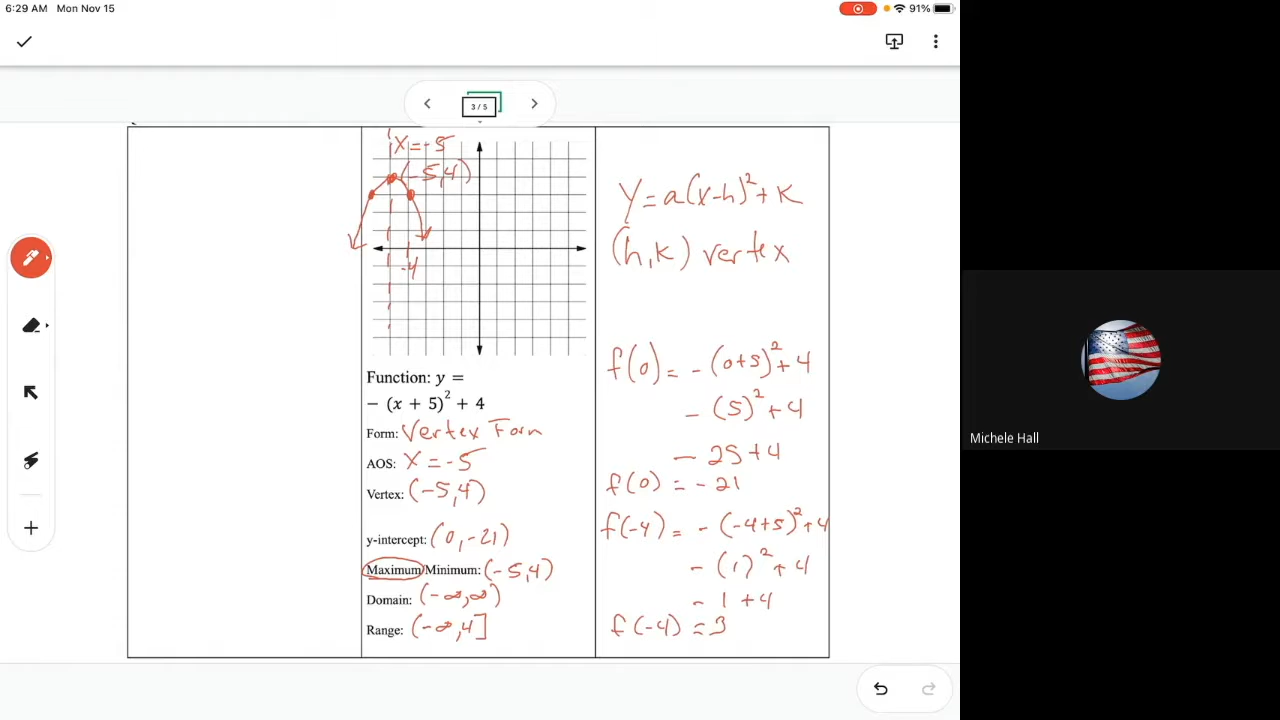 6:29 AM Mon Nov 15
91%
3 / 5
X = -5
(-5,4)
-4
Function: y =
− (x + 5)² + 4
Form: Vertex Form
AOS: X = -5
Vertex: (-5,4)
y-intercept: (0,-21)
Maximum/Minimum: (-5,4)
Domain: (-∞,∞)
Range: (-∞,4]
Y = a(x-h)² + K
(h,K) vertex
f(0) = -(0+5)² + 4
-(5)² + 4
- 25 + 4
f(0) = - 21
f(-4) = -(-4+5)² + 4
-(1)² + 4
- 1 + 4
f(-4) = 3
Michele Hall